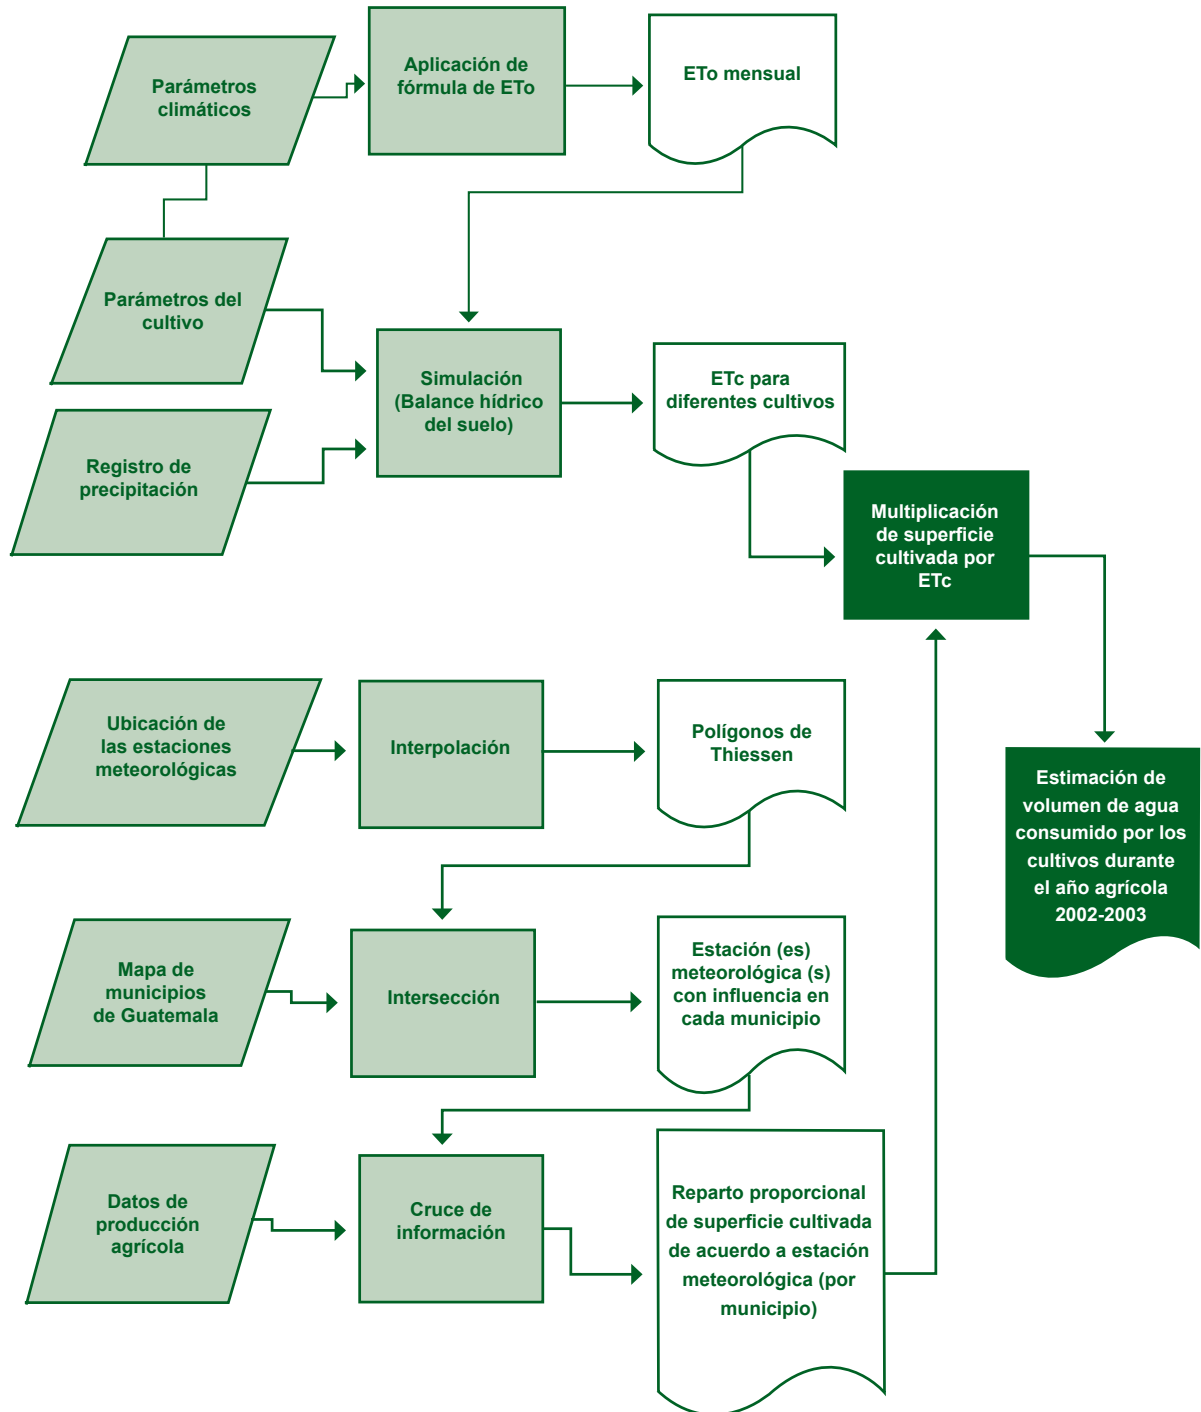 Parámetros
climáticos
Aplicación de
fórmula de ETo
ETo mensual
Parámetros del
cultivo
Simulación
(Balance hídrico
del suelo)
ETc para
diferentes cultivos
Registro de
precipitación
Multiplicación
de superficie
cultivada por
ETc
Ubicación de
las estaciones
meteorológicas
Interpolación
Polígonos de
Thiessen
Estimación de
volumen de agua
consumido por los
cultivos durante
el año agrícola
2002-2003
Mapa de
municipios
de Guatemala
Intersección
Estación (es)
meteorológica (s)
con influencia en
cada municipio
Datos de
producción
agrícola
Cruce de
información
Reparto proporcional
de superficie cultivada
de acuerdo a estación
meteorológica (por
municipio)